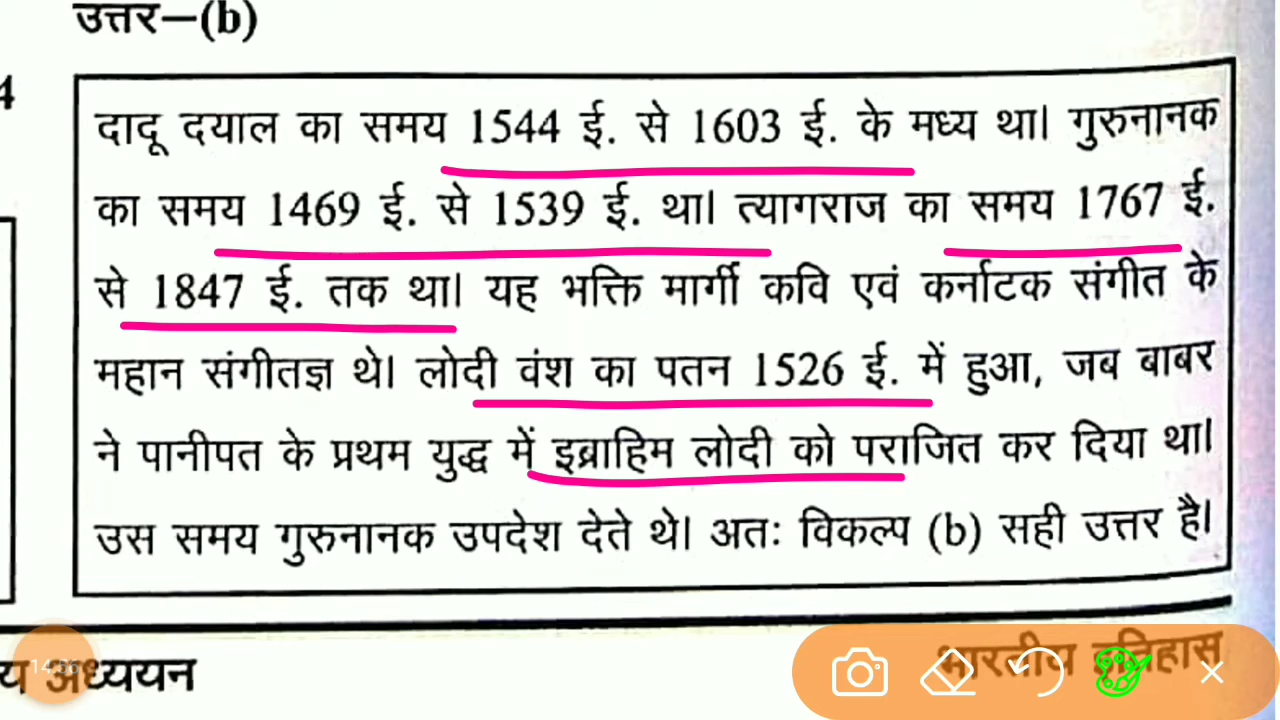 उत्तर–(b)
4
दादू दयाल का समय 1544 ई. से 1603 ई. के मध्य था। गुरुनानक
का समय 1469 ई. से 1539 ई. था। त्यागराज का समय 1767 ई.
से 1847 ई. तक था। यह भक्ति मार्गी कवि एवं कर्नाटक संगीत के
महान संगीतज्ञ थे। लोदी वंश का पतन 1526 ई. में हुआ, जब बाबर
ने पानीपत के प्रथम युद्ध में इब्राहिम लोदी को पराजित कर दिया था।
उस समय गुरुनानक उपदेश देते थे। अतः विकल्प (b) सही उत्तर है।
य अध्ययन
भारतीय इतिहास